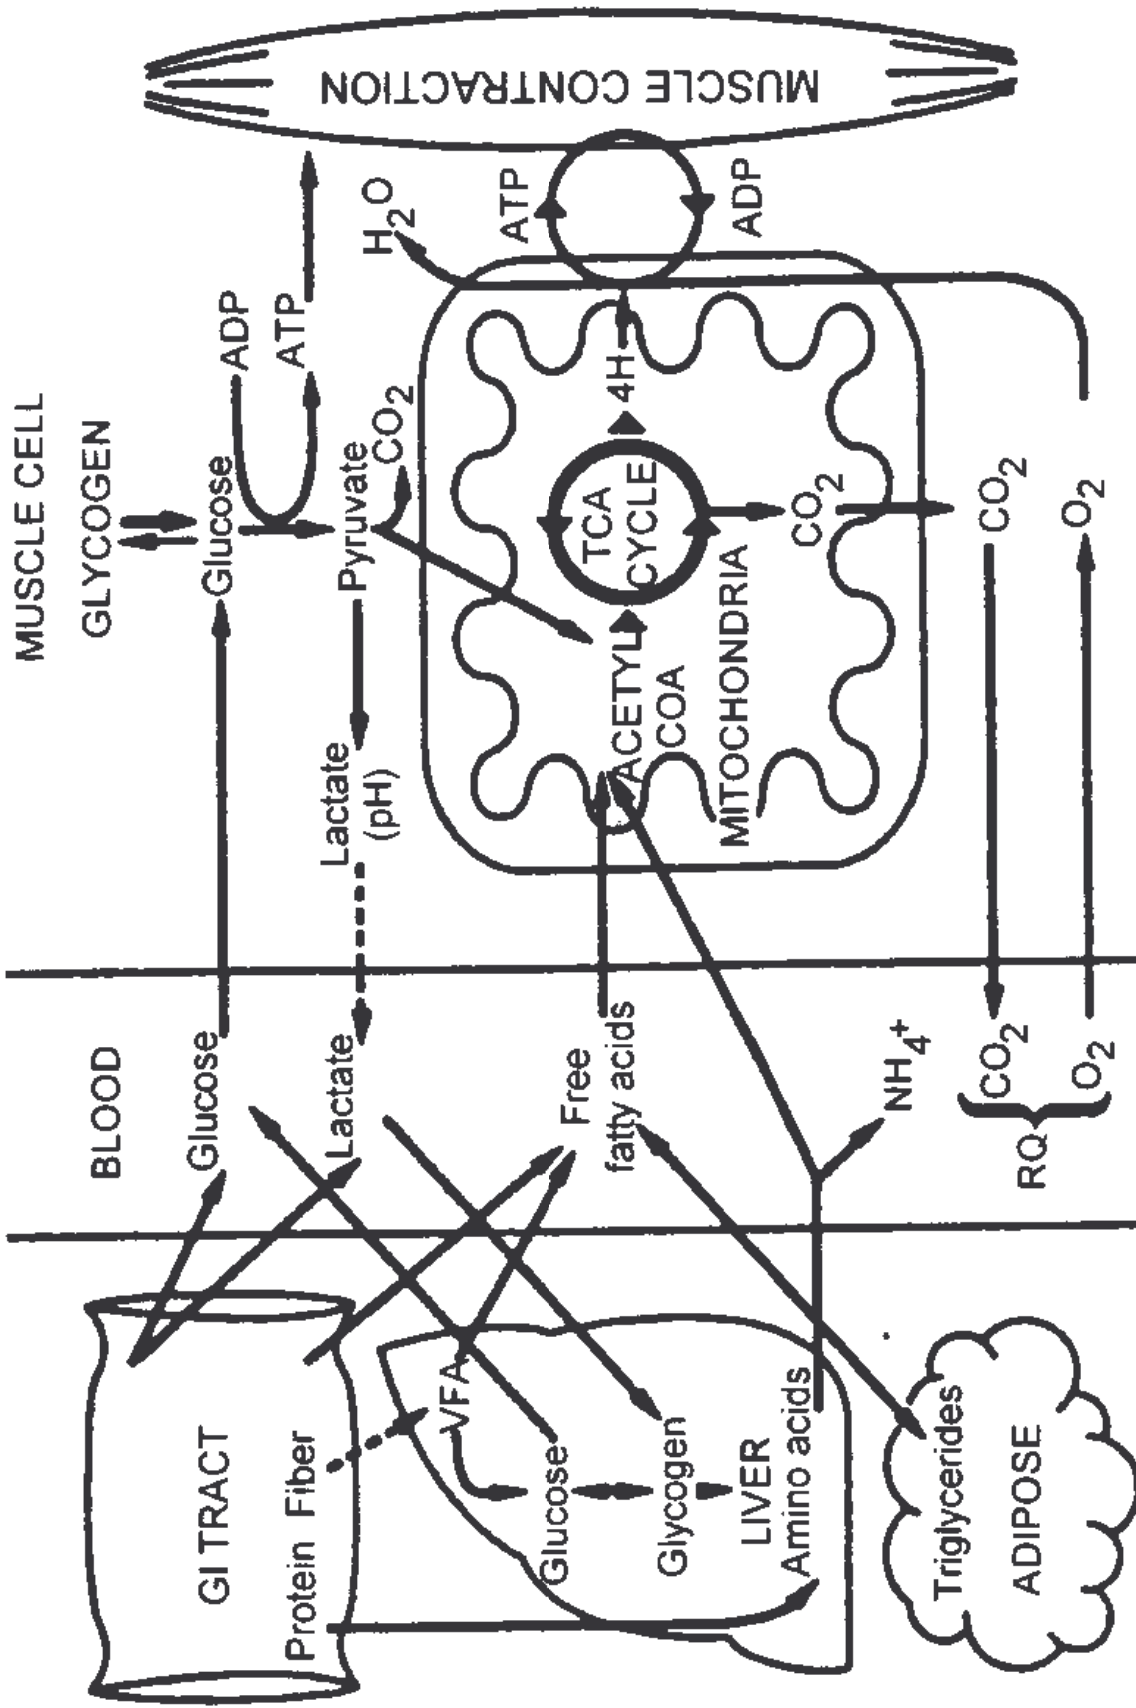 MUSCLE CELL
BLOOD
GLYCOGEN
GI TRACT
Glucose
Glucose
ADP
ATP
Protein Fiber
Lactate
Lactate
(pH)
Pyruvate
CO2
H2O
VFA
Glucose
Free
fatty acids
ACETYL
COA
TCA
CYCLE
4H
ATP
ADP
MUSCLE CONTRACTION
MITOCHONDRIA
Glycogen
LIVER
Amino acids
NH4+
CO2
Triglycerides
ADIPOSE
RQ
CO2
CO2
O2
O2